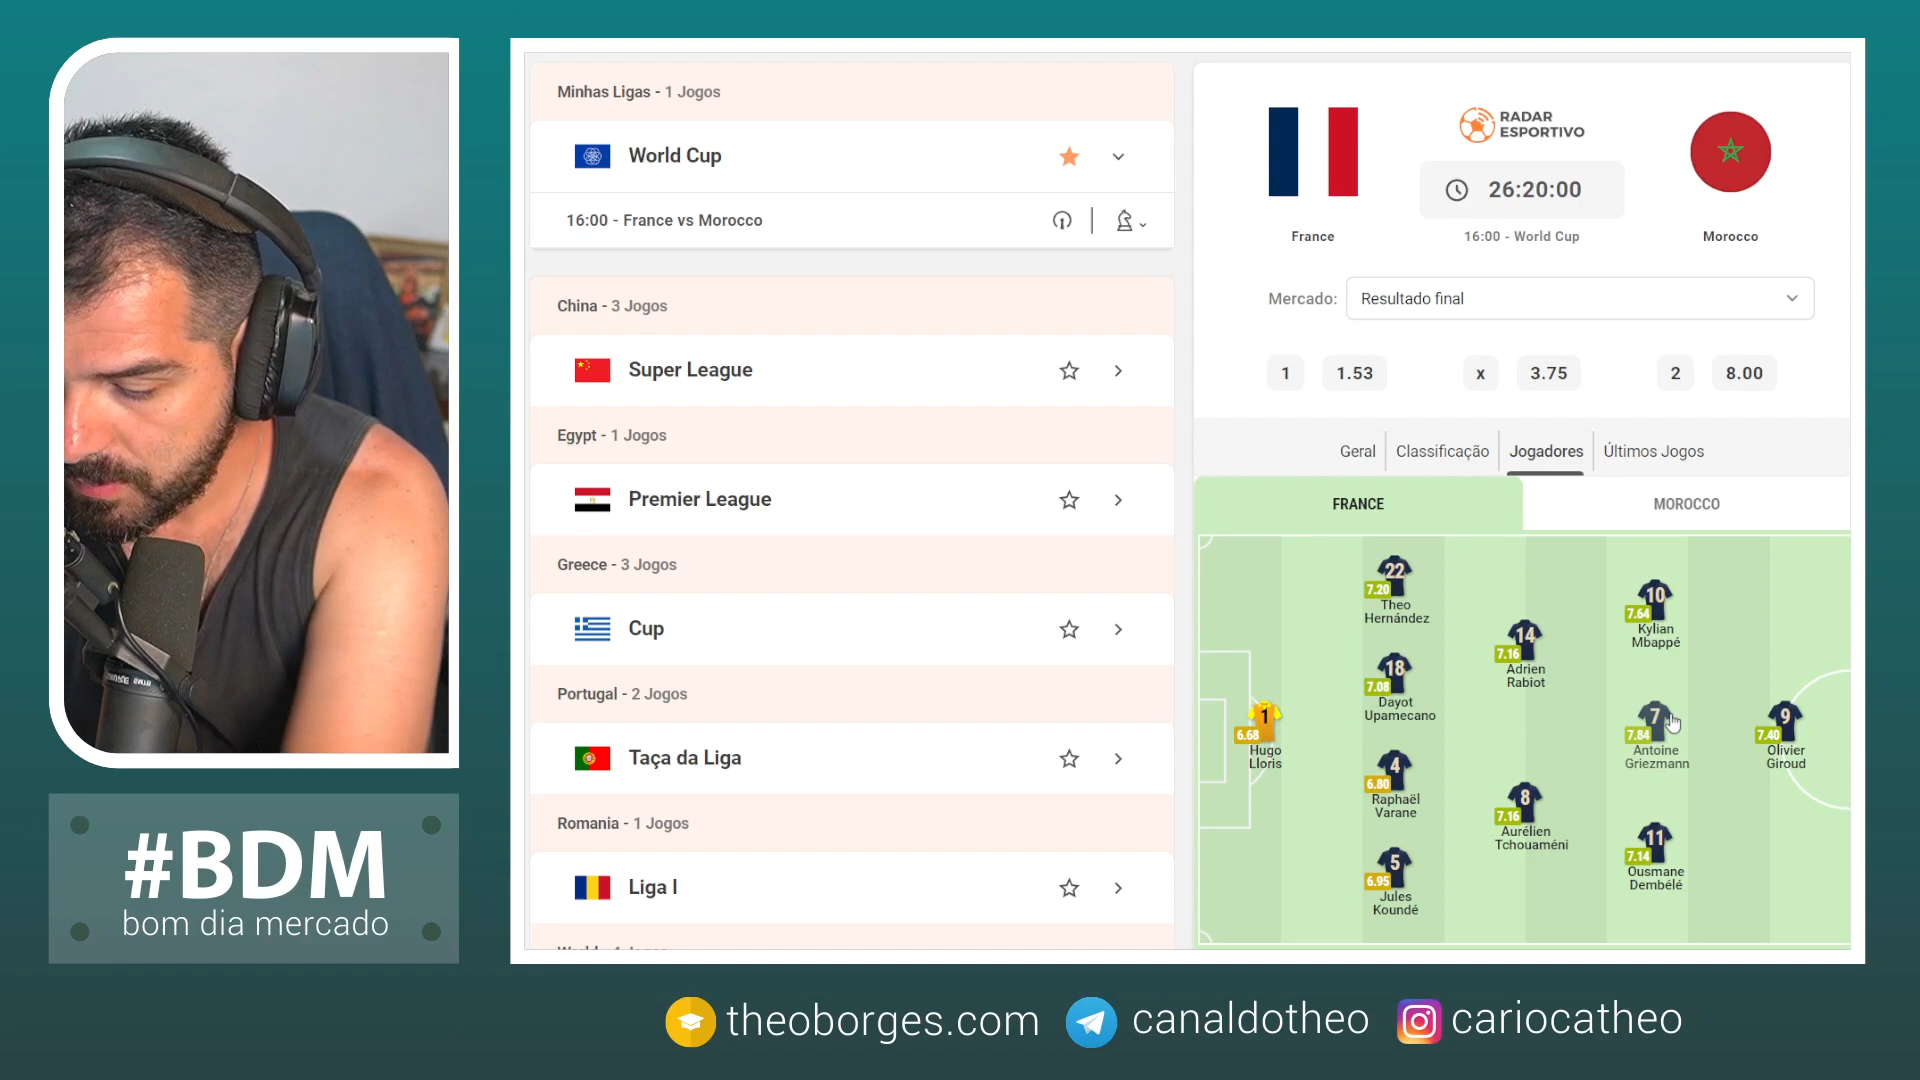 #BDM
bom dia mercado
Minhas Ligas - 1 Jogos
World Cup
16:00 - France vs Morocco
China - 3 Jogos
Super League
Egypt - 1 Jogos
Premier League
Greece - 3 Jogos
Cup
Portugal - 2 Jogos
Taça da Liga
Romania - 1 Jogos
Liga I
RADAR
ESPORTIVO
26:20:00
France
16:00 - World Cup
Morocco
Mercado: Resultado final
1 1.53 x 3.75 2 8.00
Geral Classificação Jogadores Últimos Jogos
FRANCE MOROCCO
1
6.68
Hugo
Lloris
22
7.20
Theo
Hernández
18
7.08
Dayot
Upamecano
4
6.80
Raphaël
Varane
5
6.95
Jules
Koundé
14
7.16
Adrien
Rabiot
8
7.16
Aurélien
Tchouaméni
10
7.64
Kylian
Mbappé
7
7.84
Antoine
Griezmann
11
7.14
Ousmane
Dembélé
9
7.40
Olivier
Giroud
theoborges.com canaldotheo cariocatheo